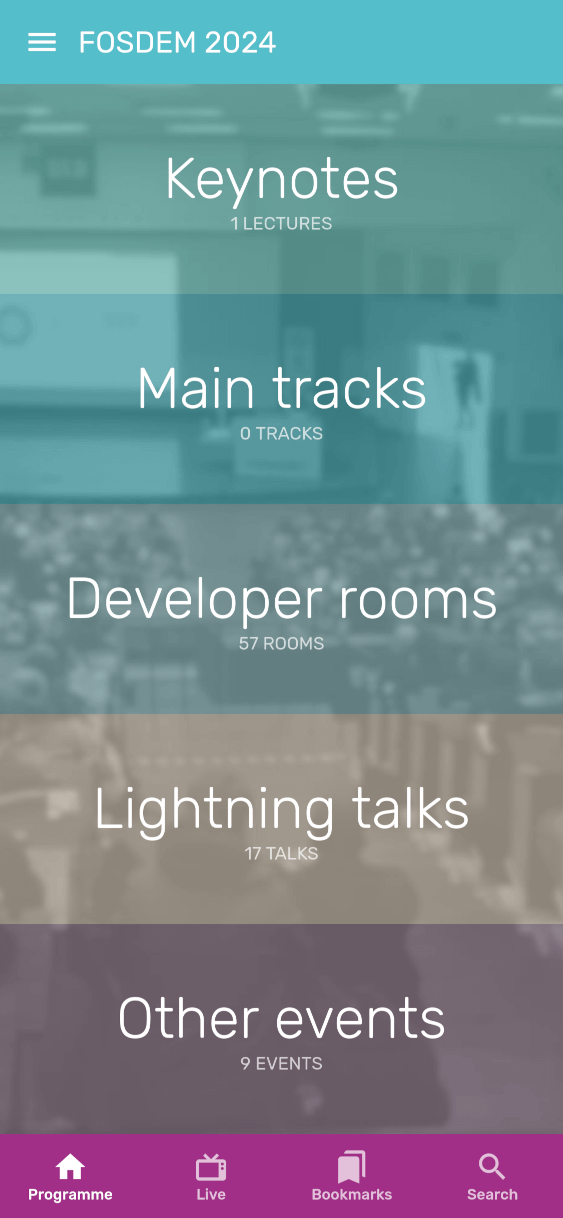 FOSDEM 2024
Keynotes
1 LECTURES
Main tracks
0 TRACKS
Developer rooms
57 ROOMS
Lightning talks
17 TALKS
Other events
9 EVENTS
Programme
Live
Bookmarks
Search